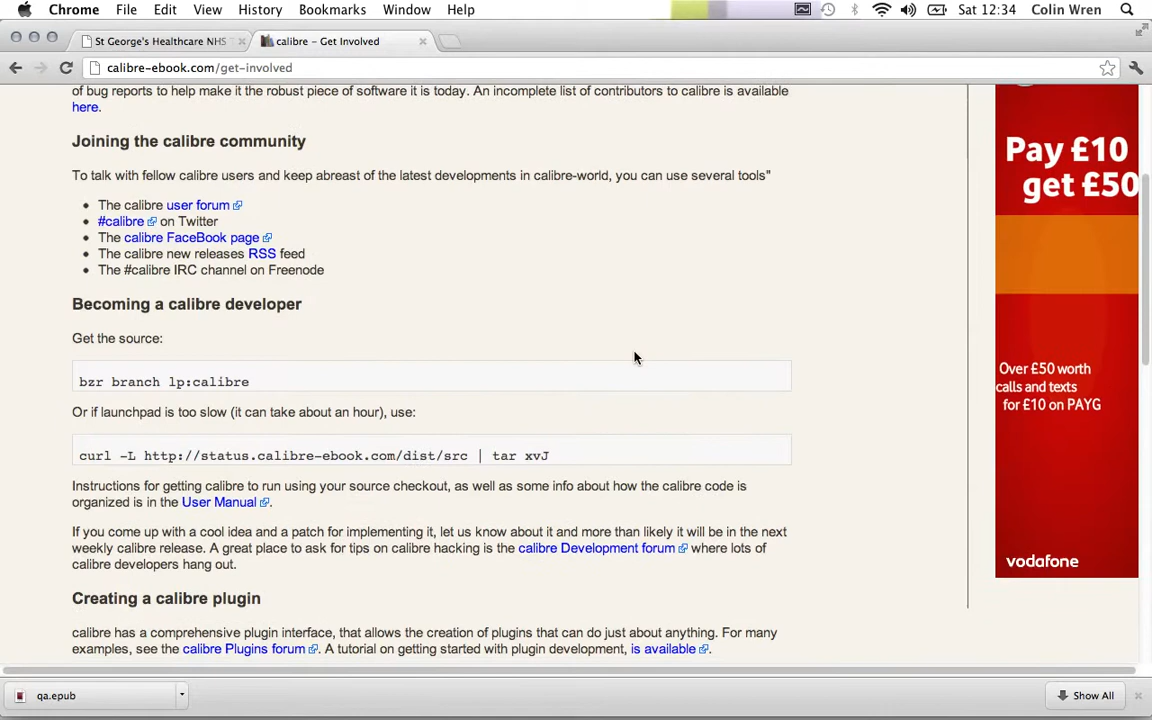 Chrome File Edit View History Bookmarks Window Help Sat 12:34 Colin Wren
St George's Healthcare NHS calibre – Get Involved
calibre-ebook.com/get-involved
of bug reports to help make it the robust piece of software it is today. An incomplete list of contributors to calibre is available
here.
Joining the calibre community
To talk with fellow calibre users and keep abreast of the latest developments in calibre-world, you can use several tools"
The calibre user forum
#calibre on Twitter
The calibre FaceBook page
The calibre new releases RSS feed
The #calibre IRC channel on Freenode
Becoming a calibre developer
Get the source:
bzr branch lp:calibre
Or if launchpad is too slow (it can take about an hour), use:
curl -L http://status.calibre-ebook.com/dist/src | tar xvJ
Instructions for getting calibre to run using your source checkout, as well as some info about how the calibre code is
organized is in the User Manual.
If you come up with a cool idea and a patch for implementing it, let us know about it and more than likely it will be in the next
weekly calibre release. A great place to ask for tips on calibre hacking is the calibre Development forum where lots of
calibre developers hang out.
Creating a calibre plugin
calibre has a comprehensive plugin interface, that allows the creation of plugins that can do just about anything. For many
examples, see the calibre Plugins forum. A tutorial on getting started with plugin development, is available.
Pay £10
get £50
Over £50 worth
calls and texts
for £10 on PAYG
vodafone
qa.epub
Show All